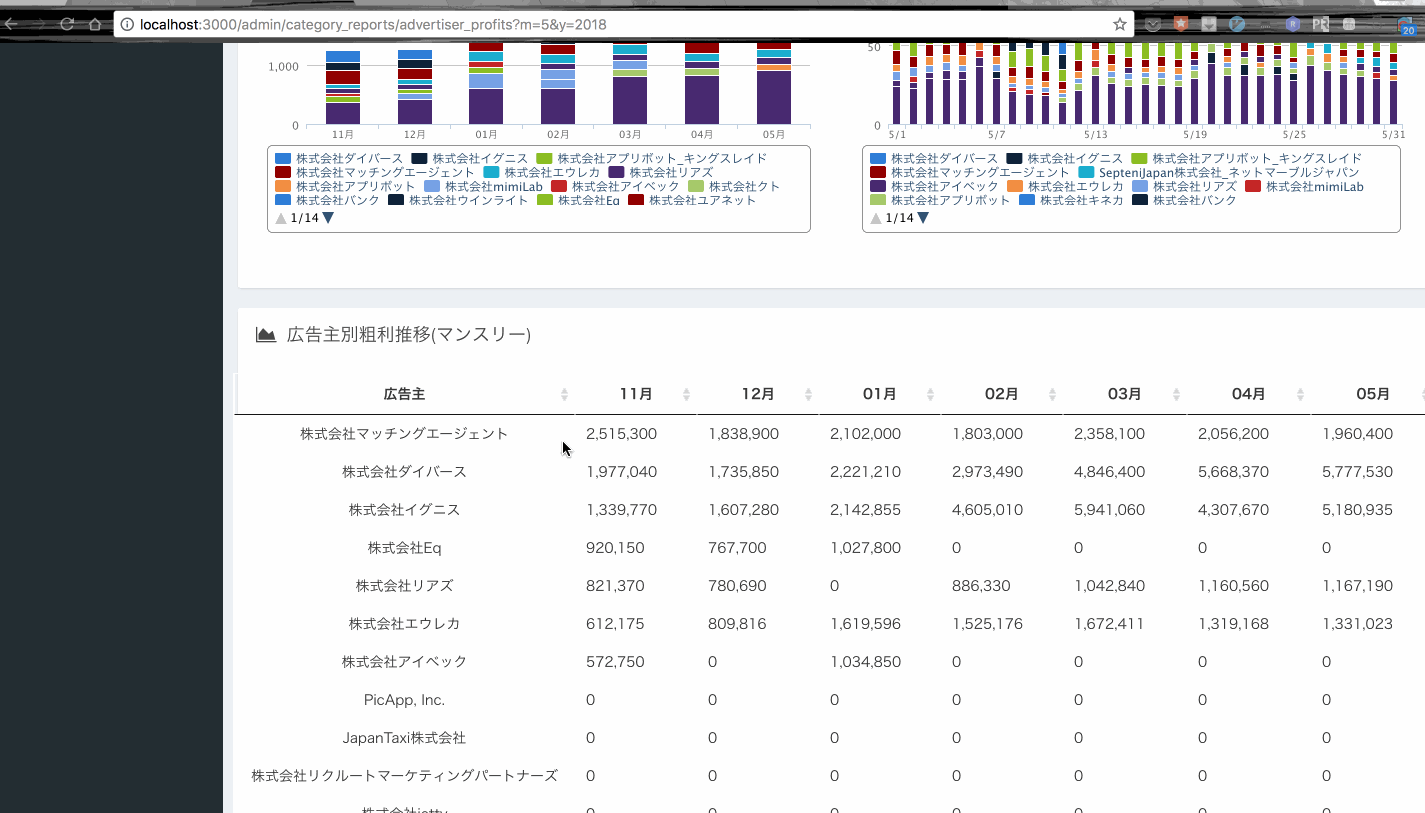 localhost:3000/admin/category_reports/advertiser_profits?m=5&y=2018
20
1,000
0
11月 12月 01月 02月 03月 04月 05月
株式会社ダイバース 株式会社イグニス 株式会社アプリボット_キングスレイド
株式会社マッチングエージェント 株式会社エウレカ 株式会社リアズ
株式会社アプリボット 株式会社mimiLab 株式会社アイベック 株式会社クト
株式会社バンク 株式会社ウインライト 株式会社Eq 株式会社ユアネット
1/14
50
0
5/1 5/7 5/13 5/19 5/25 5/31
株式会社ダイバース 株式会社イグニス 株式会社アプリボット_キングスレイド
株式会社マッチングエージェント SepteniJapan株式会社_ネットマーブルジャパン
株式会社アイベック 株式会社エウレカ 株式会社リアズ 株式会社mimiLab
株式会社アプリボット 株式会社キネカ 株式会社バンク
1/14
広告主別粗利推移(マンスリー)
広告主 11月 12月 01月 02月 03月 04月 05月
株式会社マッチングエージェント 2,515,300 1,838,900 2,102,000 1,803,000 2,358,100 2,056,200 1,960,400
株式会社ダイバース 1,977,040 1,735,850 2,221,210 2,973,490 4,846,400 5,668,370 5,777,530
株式会社イグニス 1,339,770 1,607,280 2,142,855 4,605,010 5,941,060 4,307,670 5,180,935
株式会社Eq 920,150 767,700 1,027,800 0 0 0 0
株式会社リアズ 821,370 780,690 0 886,330 1,042,840 1,160,560 1,167,190
株式会社エウレカ 612,175 809,816 1,619,596 1,525,176 1,672,411 1,319,168 1,331,023
株式会社アイベック 572,750 0 1,034,850 0 0 0 0
PicApp, Inc. 0 0 0 0 0 0 0
JapanTaxi株式会社 0 0 0 0 0 0 0
株式会社リクルートマーケティングパートナーズ 0 0 0 0 0 0 0